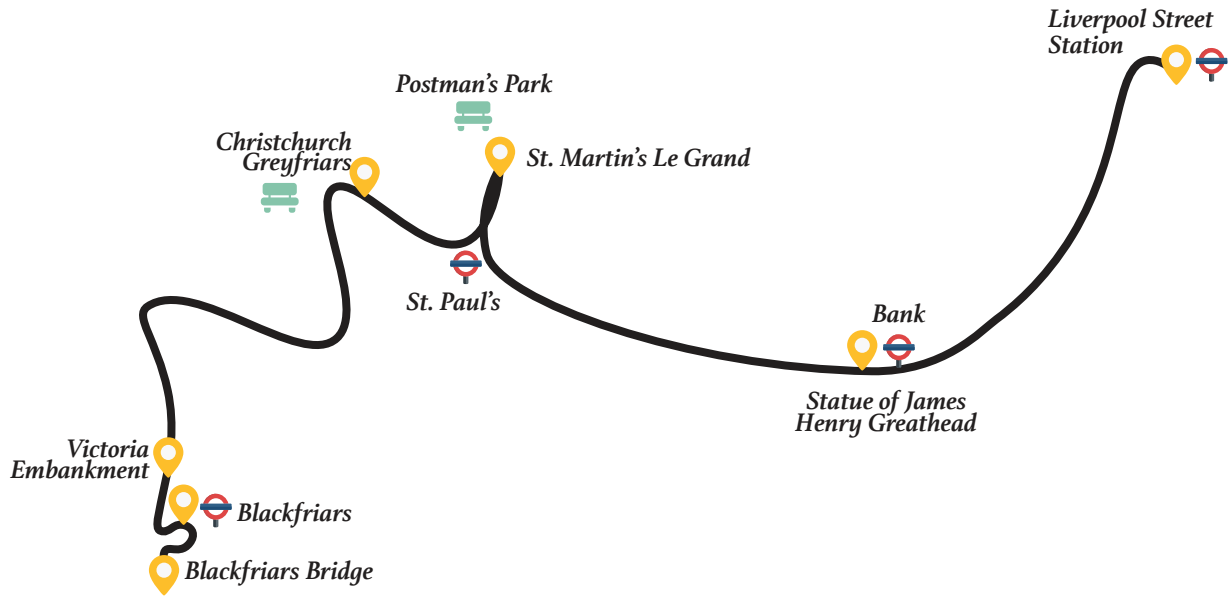 Liverpool Street
Station
Postman's Park
Christchurch
Greyfriars
St. Martin's Le Grand
St. Paul's
Bank
Statue of James
Henry Greathead
Victoria
Embankment
Blackfriars
Blackfriars Bridge